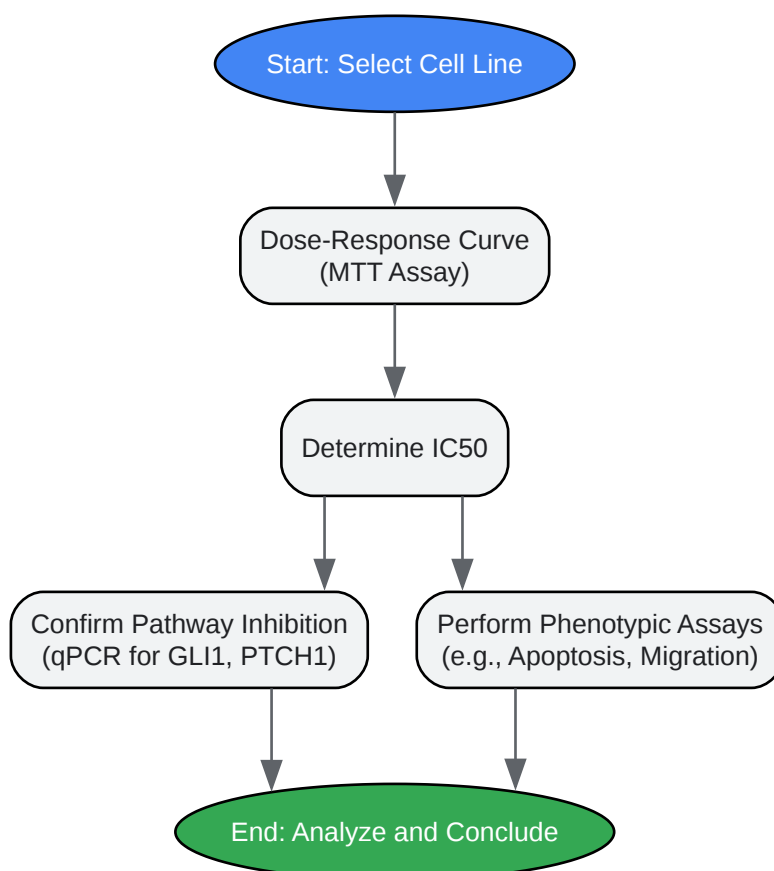 Start: Select Cell Line
Dose-Response Curve
(MTT Assay)
Determine IC50
Confirm Pathway Inhibition
(qPCR for GLI1, PTCH1)
Perform Phenotypic Assays
(e.g., Apoptosis, Migration)
End: Analyze and Conclude